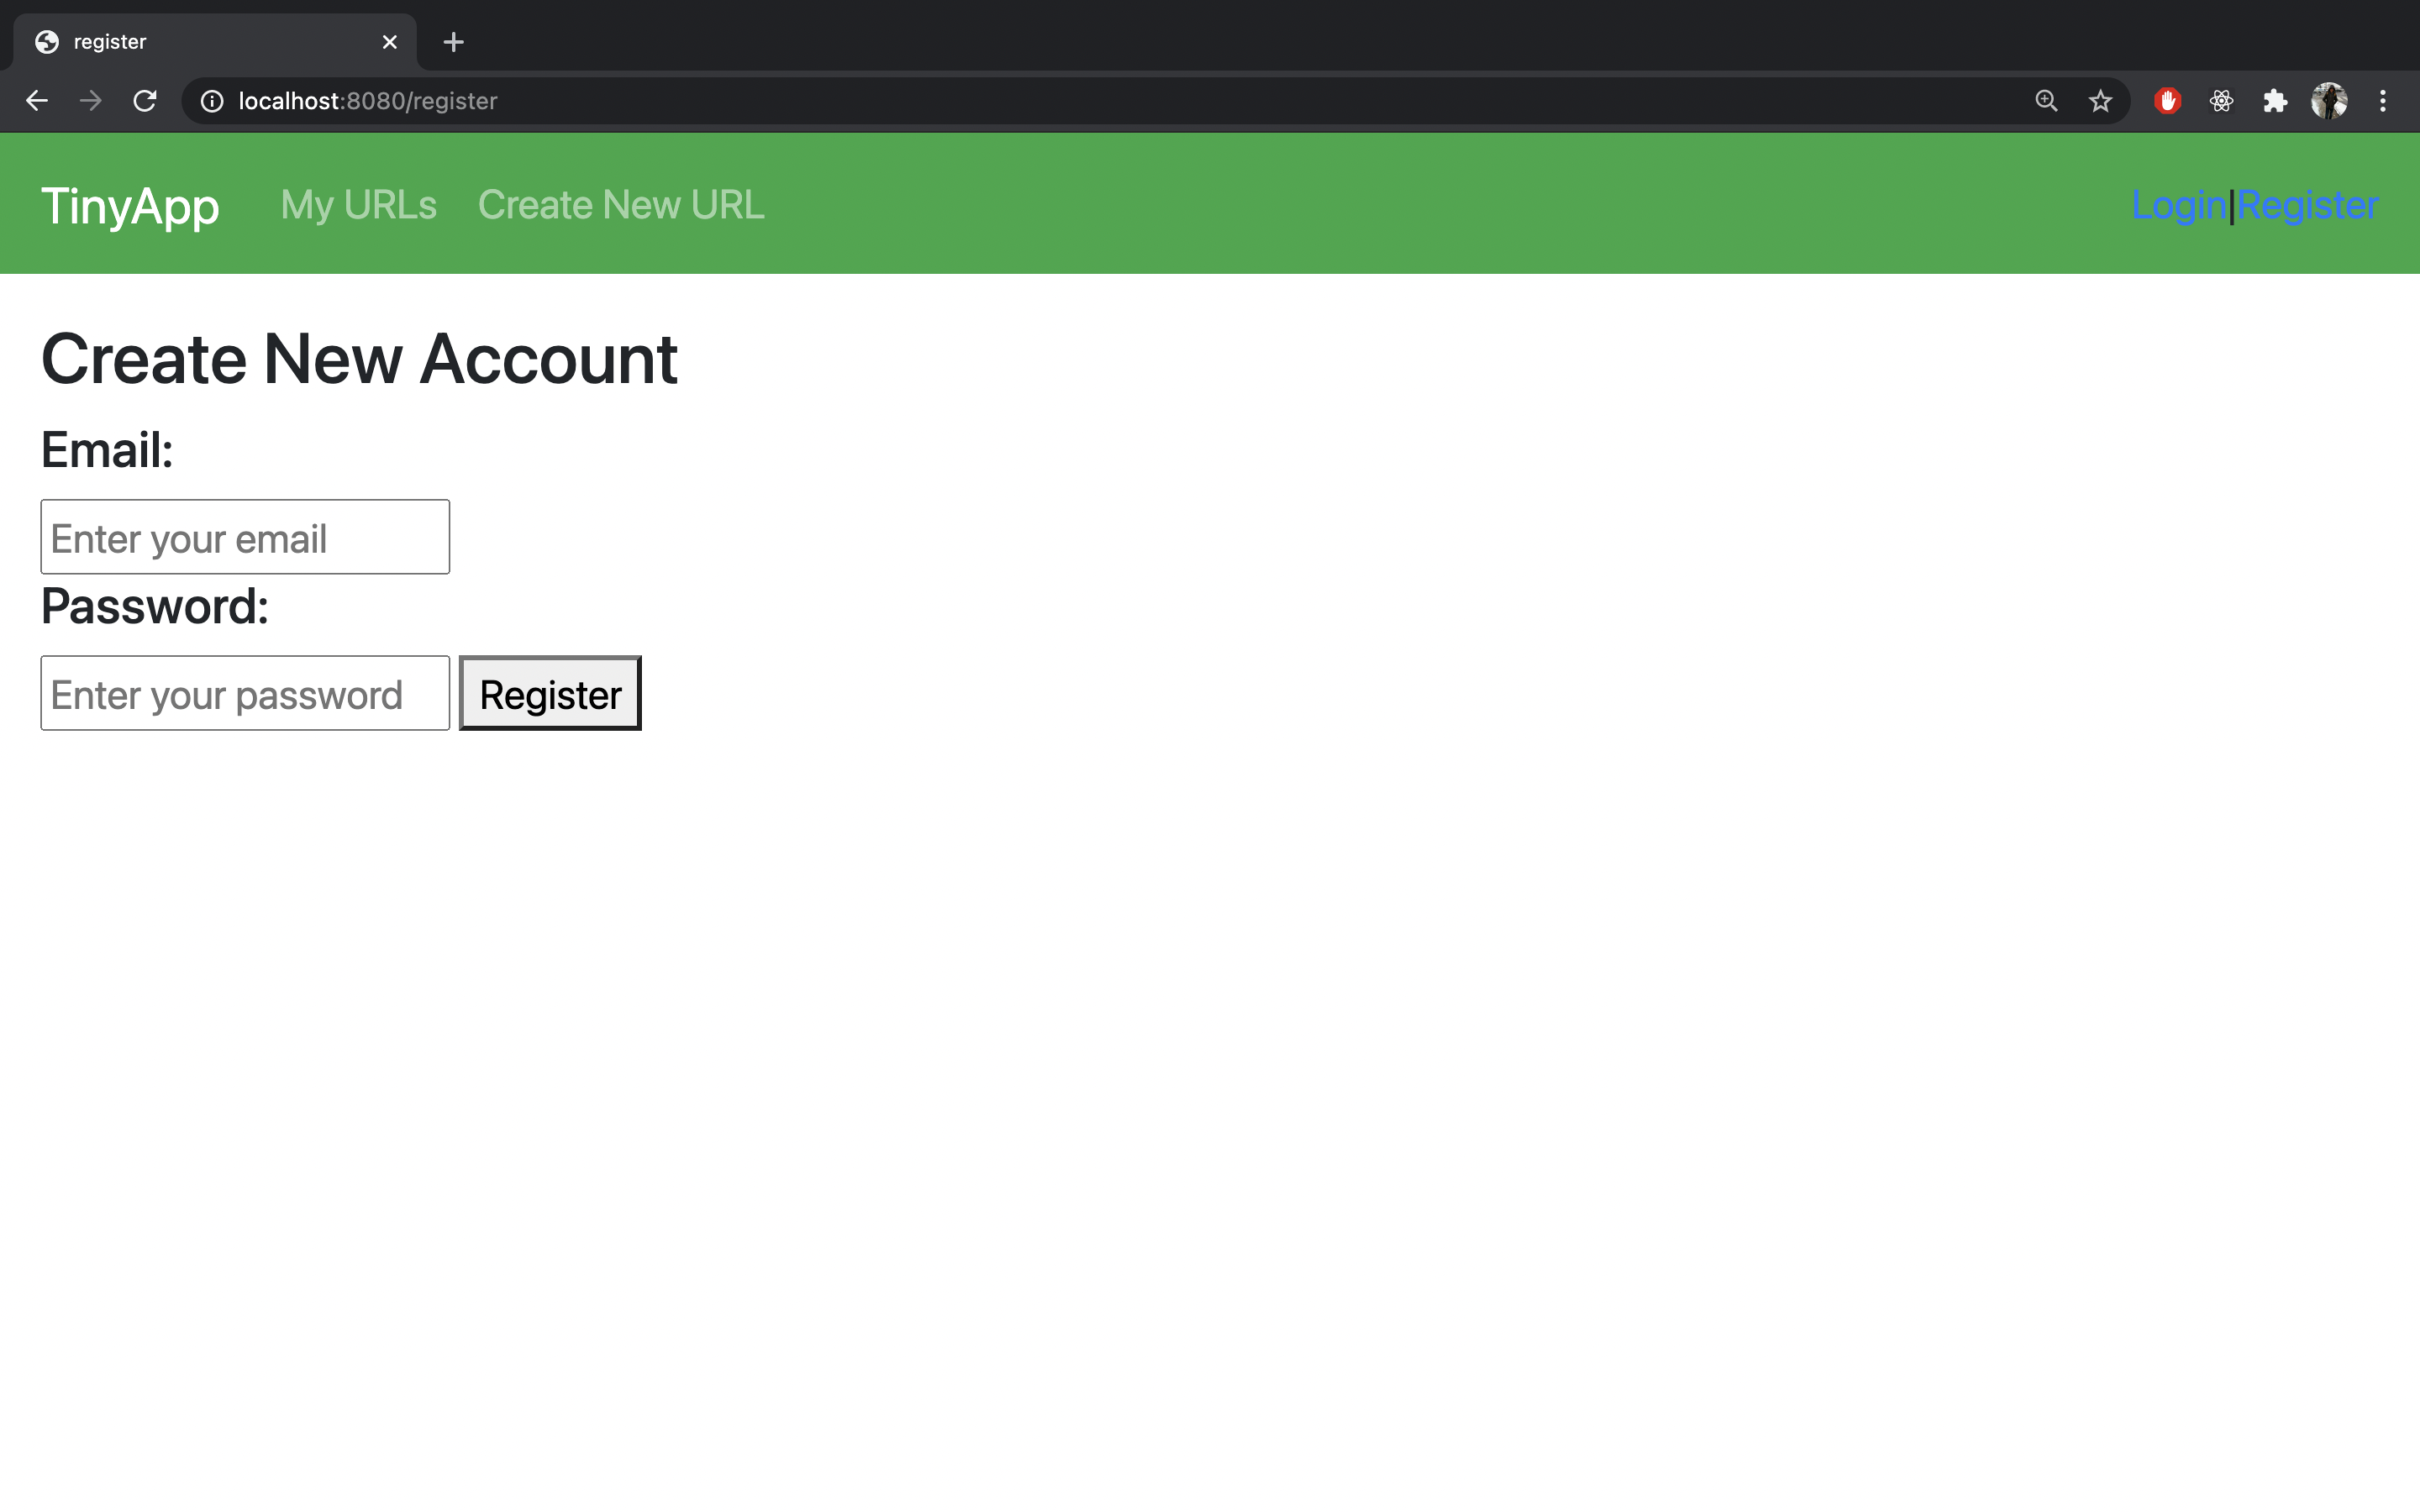 register
localhost:8080/register
TinyApp My URLs Create New URL Login|Register
Create New Account
Email:
Enter your email
Password:
Enter your password Register